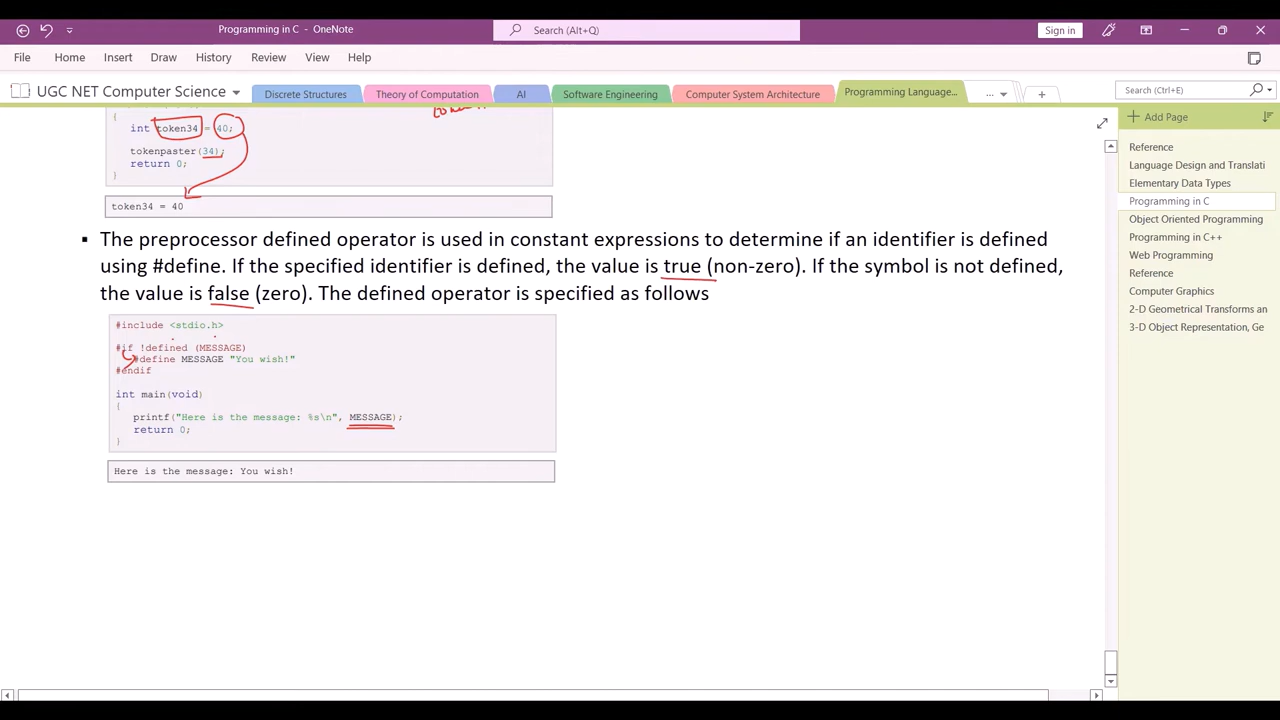 Programming in C - OneNote
Search (Alt+Q)
Sign in
File Home Insert Draw History Review View Help
UGC NET Computer Science
Discrete Structures
Theory of Computation
AI
Software Engineering
Computer System Architecture
Programming Language...
...
Search (Ctrl+E)
Add Page
Reference
Language Design and Translati
Elementary Data Types
Programming in C
Object Oriented Programming
Programming in C++
Web Programming
Reference
Computer Graphics
2-D Geometrical Transforms an
3-D Object Representation, Ge
{
int token34 = 40;
tokenpaster(34);
return 0;
}
token34 = 40
▪ The preprocessor defined operator is used in constant expressions to determine if an identifier is defined
using #define. If the specified identifier is defined, the value is true (non-zero). If the symbol is not defined,
the value is false (zero). The defined operator is specified as follows
#include <stdio.h>
#if !defined (MESSAGE)
#define MESSAGE "You wish!"
#endif
int main(void)
{
printf("Here is the message: %s\n", MESSAGE);
return 0;
}
Here is the message: You wish!